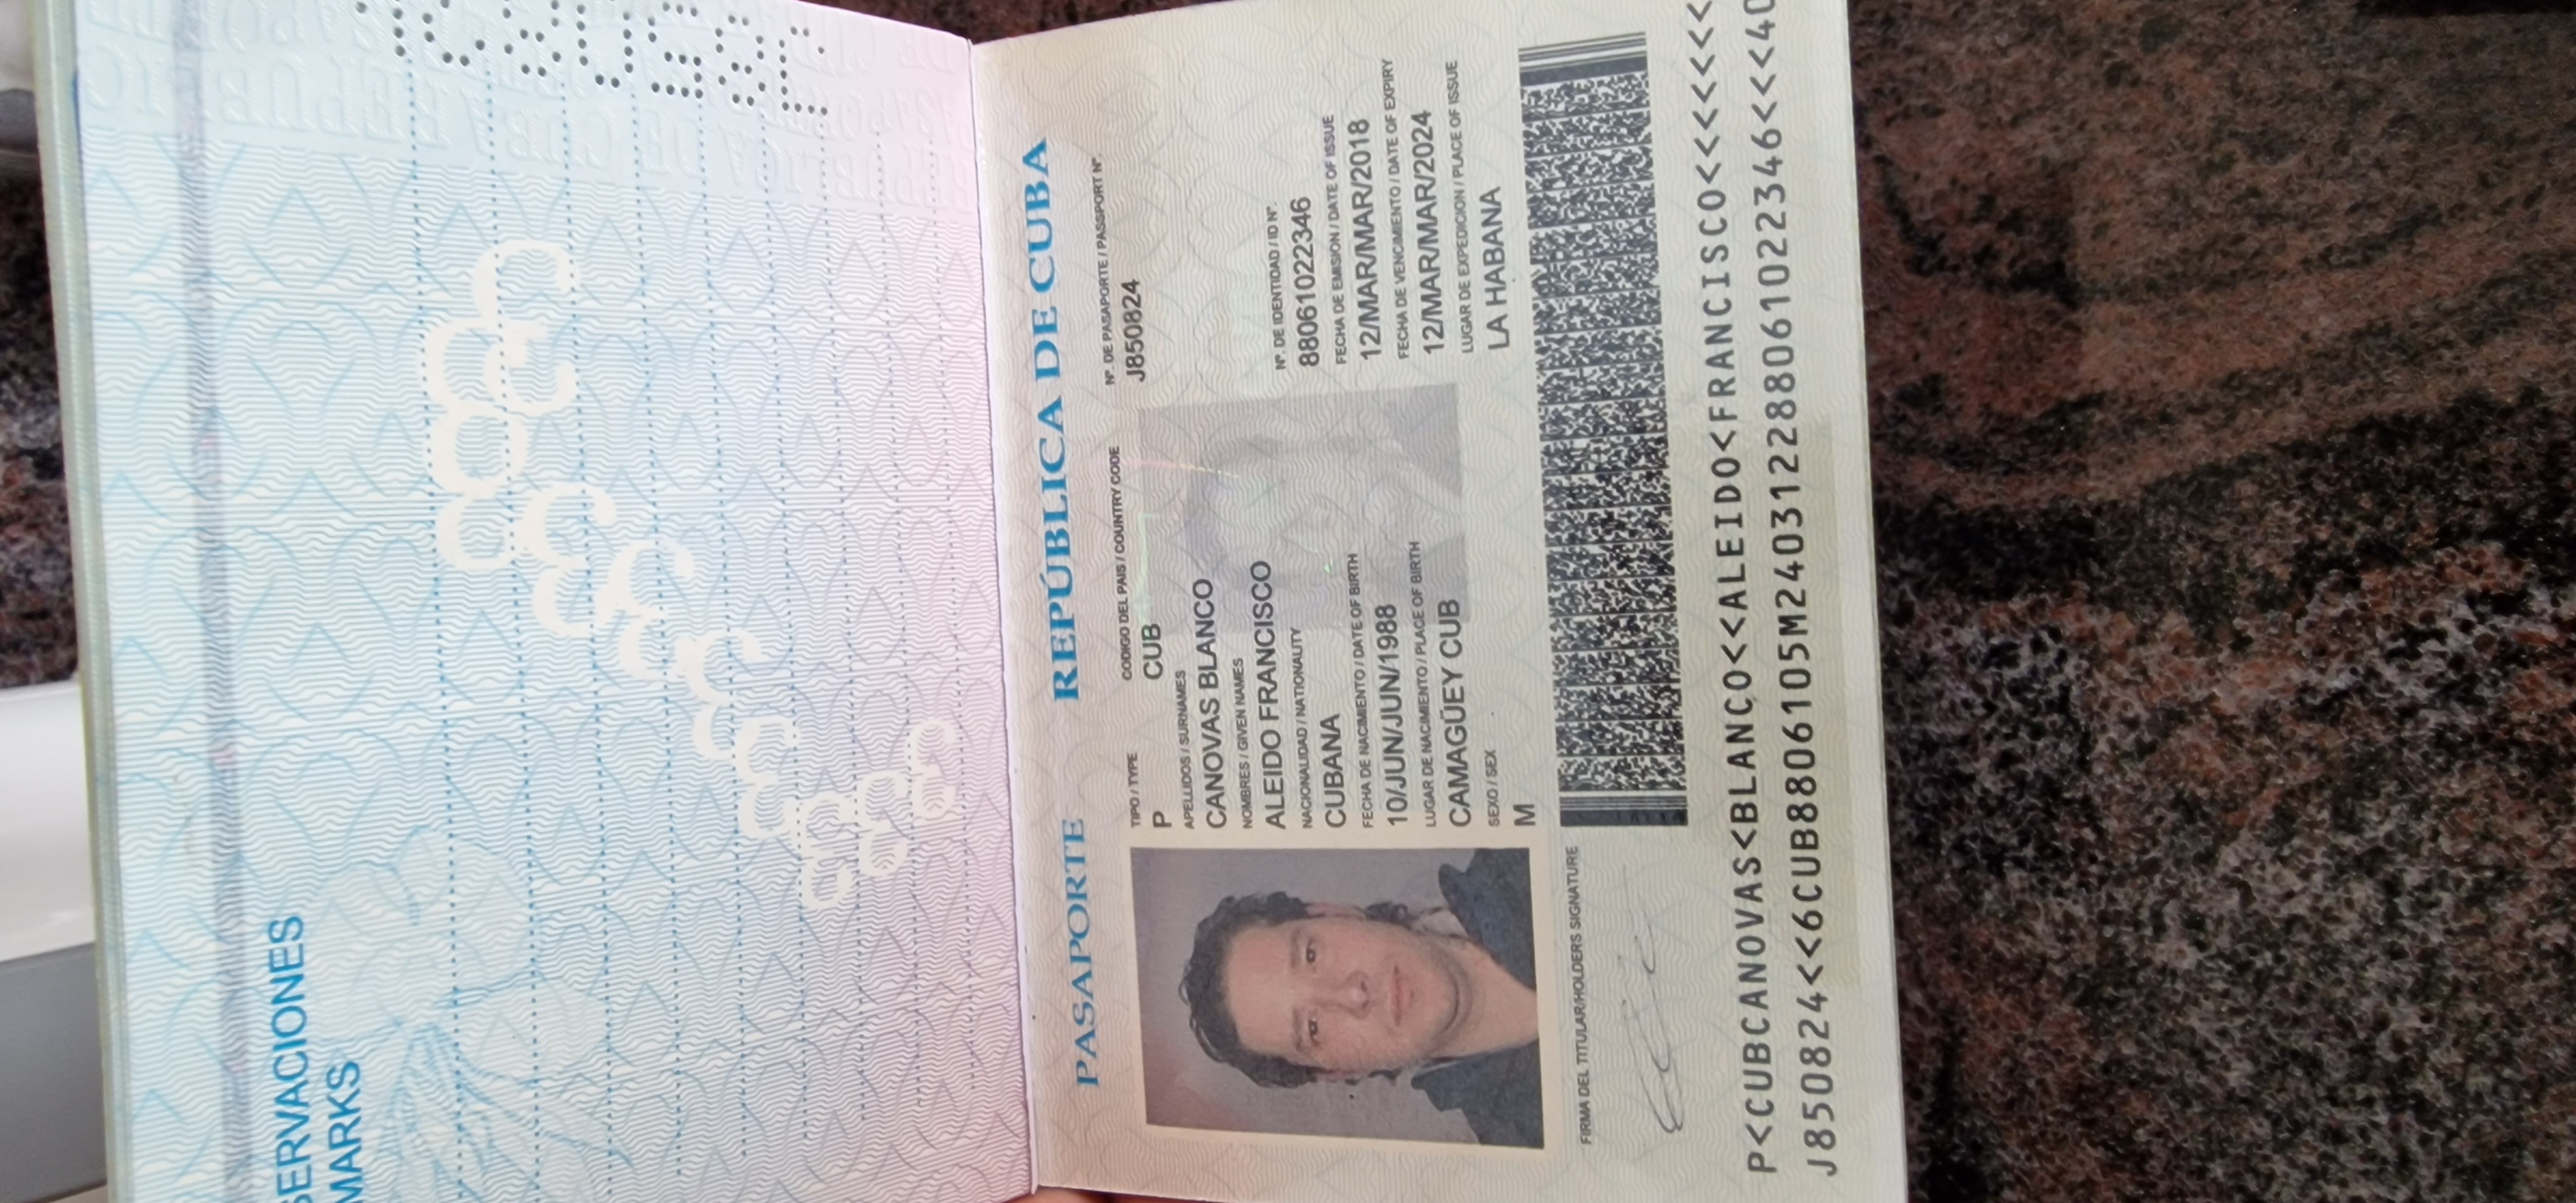 SERVACIONES
MARKS
PASAPORTE
REPÚBLICA DE CUBA
TIPO / TYPE
CODIGO DEL PAIS / COUNTRY CODE
Nº. DE PASAPORTE / PASSPORT Nº.
P
CUB
J850824
APELLIDOS / SURNAMES
CANOVAS BLANCO
NOMBRES / GIVEN NAMES
ALEIDO FRANCISCO
NACIONALIDAD / NATIONALITY
CUBANA
FECHA DE NACIMIENTO / DATE OF BIRTH
10/JUN/JUN/1988
LUGAR DE NACIMIENTO / PLACE OF BIRTH
CAMAGÜEY CUB
SEXO / SEX
M
Nº. DE IDENTIDAD / ID Nº.
88061022346
FECHA DE EMISION / DATE OF ISSUE
12/MAR/MAR/2018
FECHA DE VENCIMIENTO / DATE OF EXPIRY
12/MAR/MAR/2024
LUGAR DE EXPEDICION / PLACE OF ISSUE
LA HABANA
FIRMA DEL TITULAR/HOLDERS SIGNATURE
P<CUBCANOVAS<BLANCO<<ALEIDO<FRANCISCO<<<<<<<
J850824<<6CUB8806105M240312288061022346<<<40